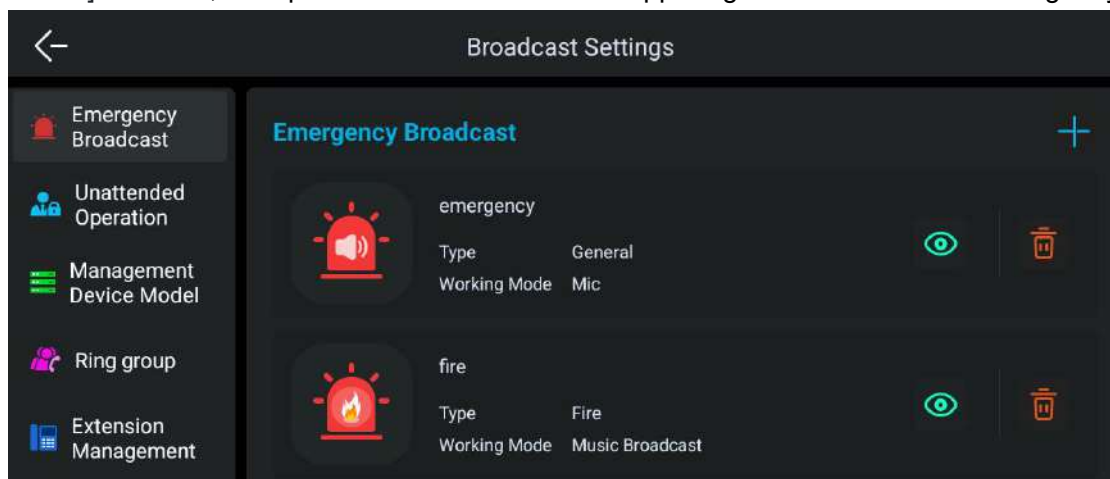 Broadcast Settings
Emergency
Broadcast
Unattended
Operation
Management
Device Model
Ring group
Extension
Management
Emergency Broadcast
emergency
Type General
Working Mode Mic
fire
Type Fire
Working Mode Music Broadcast